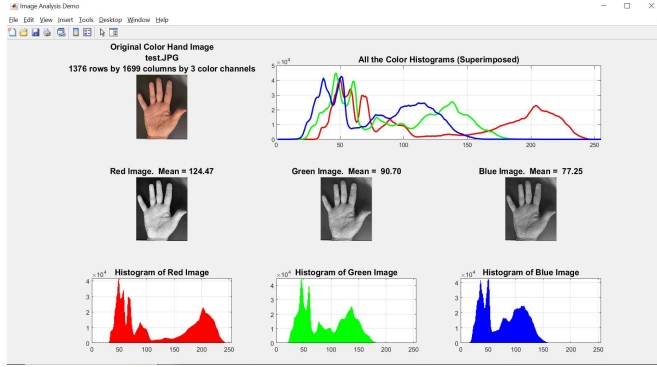 Image Analysis Demo
File Edit View Insert Tools Desktop Window Help
Original Color Hand Image
test.JPG
1376 rows by 1699 columns by 3 color channels
All the Color Histograms (Superimposed)
×10⁴
5
4
3
2
1
0
0 50 100 150 200 250
Red Image. Mean = 124.47
Green Image. Mean = 90.70
Blue Image. Mean = 77.25
Histogram of Red Image
×10⁴
4
3
2
1
0
0 50 100 150 200 250
Histogram of Green Image
×10⁴
4
3
2
1
0
0 50 100 150 200 250
Histogram of Blue Image
×10⁴
4
3
2
1
0
0 50 100 150 200 250